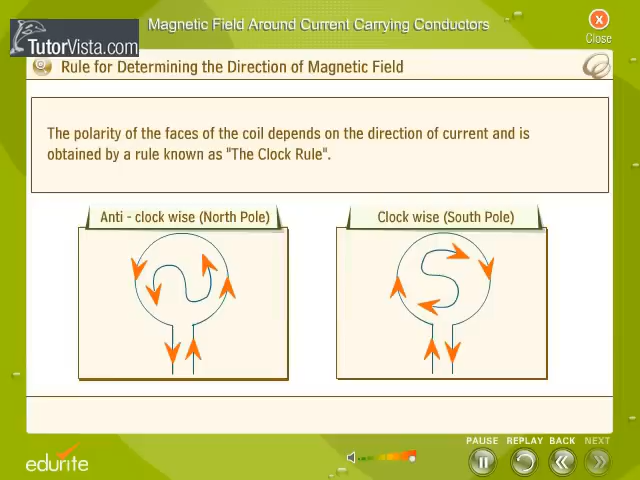 Magnetic Field Around Current Carrying Conductors
TutorVista.com
Close
Rule for Determining the Direction of Magnetic Field
The polarity of the faces of the coil depends on the direction of current and is
obtained by a rule known as "The Clock Rule".
Anti - clock wise (North Pole)
Clock wise (South Pole)
PAUSE REPLAY BACK NEXT
edurite